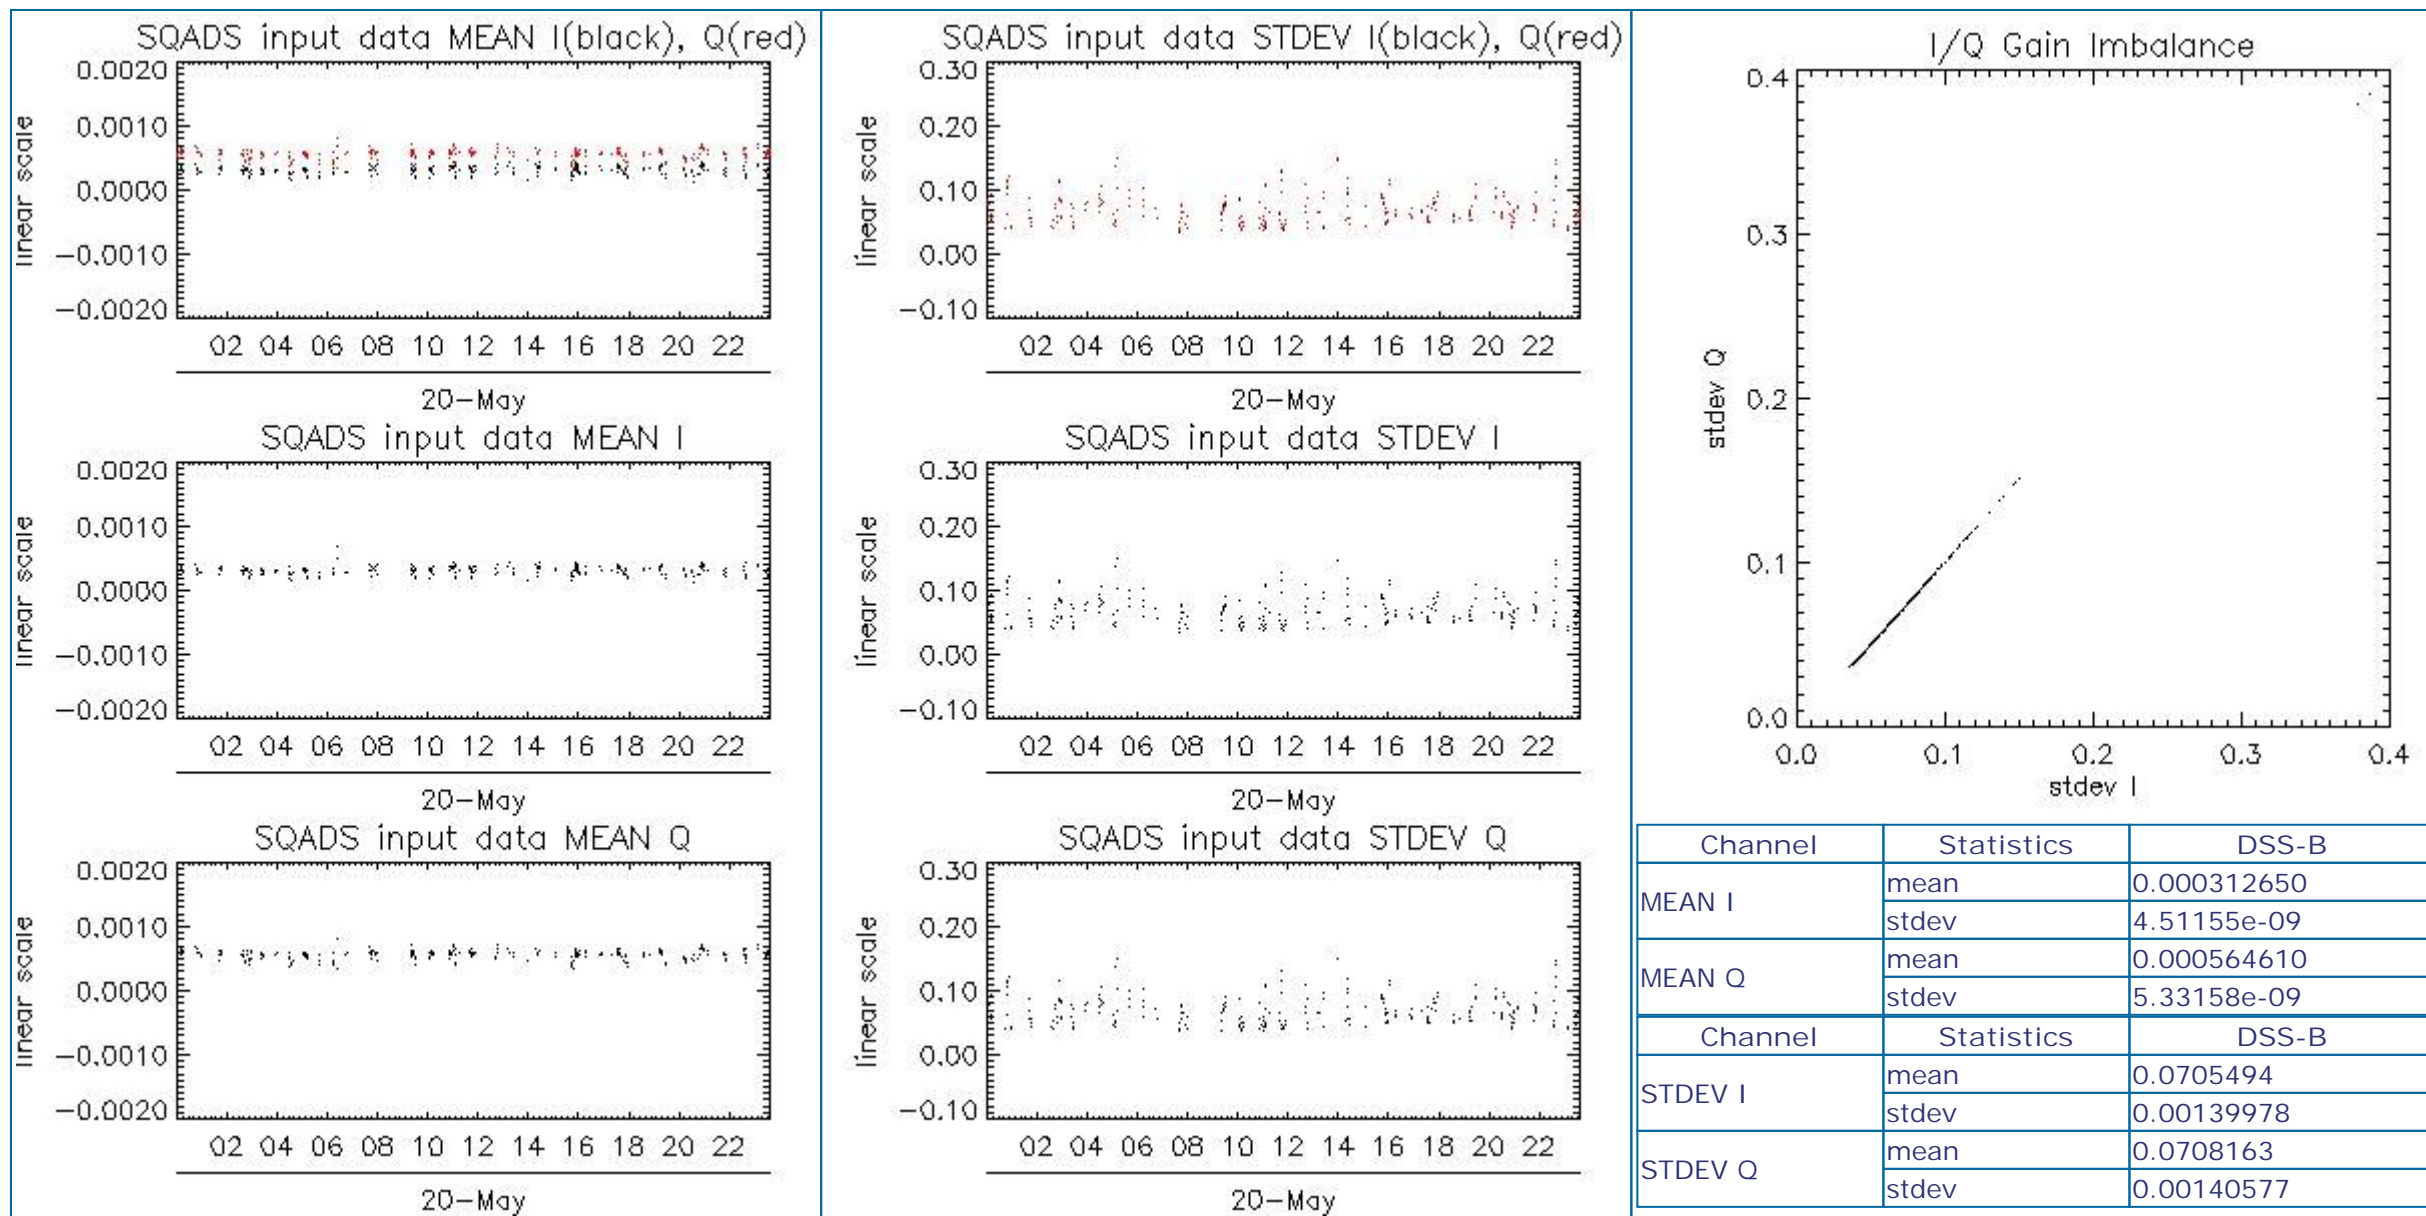 SQADS input data MEAN I(black), Q(red)
0.0020
0.0010
0.0000
−0.0010
−0.0020
linear scale
02 04 06 08 10 12 14 16 18 20 22
20−May
SQADS input data MEAN I
0.0020
0.0010
0.0000
−0.0010
−0.0020
linear scale
02 04 06 08 10 12 14 16 18 20 22
20−May
SQADS input data MEAN Q
0.0020
0.0010
0.0000
−0.0010
−0.0020
linear scale
02 04 06 08 10 12 14 16 18 20 22
20−May
SQADS input data STDEV I(black), Q(red)
0.30
0.20
0.10
0.00
−0.10
linear scale
02 04 06 08 10 12 14 16 18 20 22
20−May
SQADS input data STDEV I
0.30
0.20
0.10
0.00
−0.10
linear scale
02 04 06 08 10 12 14 16 18 20 22
20−May
SQADS input data STDEV Q
0.30
0.20
0.10
0.00
−0.10
linear scale
02 04 06 08 10 12 14 16 18 20 22
20−May
I/Q Gain Imbalance
0.4
0.3
0.2
0.1
0.0
stdev Q
0.0 0.1 0.2 0.3 0.4
stdev I
Channel Statistics DSS-B
MEAN I mean 0.000312650
stdev 4.51155e-09
MEAN Q mean 0.000564610
stdev 5.33158e-09
Channel Statistics DSS-B
STDEV I mean 0.0705494
stdev 0.00139978
STDEV Q mean 0.0708163
stdev 0.00140577